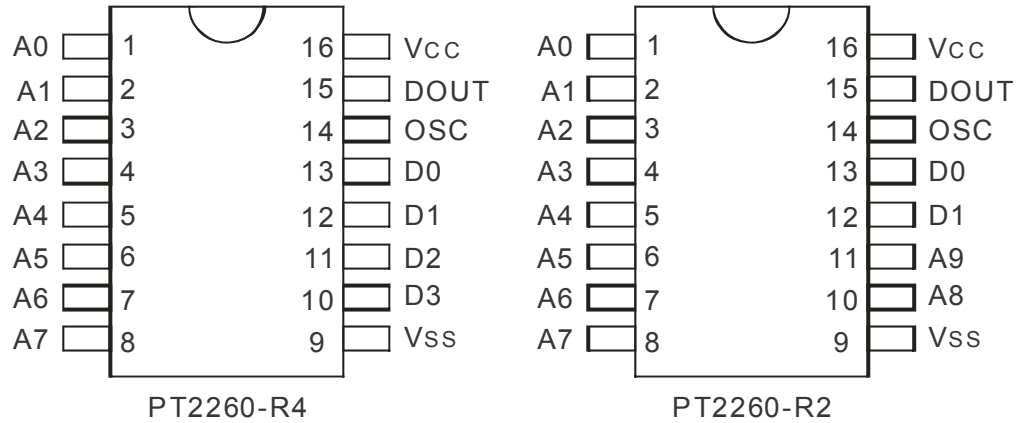 A0 1 16 VCC
A1 2 15 DOUT
A2 3 14 OSC
A3 4 13 D0
A4 5 12 D1
A5 6 11 D2
A6 7 10 D3
A7 8 9 VSS
PT2260-R4
A0 1 16 VCC
A1 2 15 DOUT
A2 3 14 OSC
A3 4 13 D0
A4 5 12 D1
A5 6 11 A9
A6 7 10 A8
A7 8 9 VSS
PT2260-R2